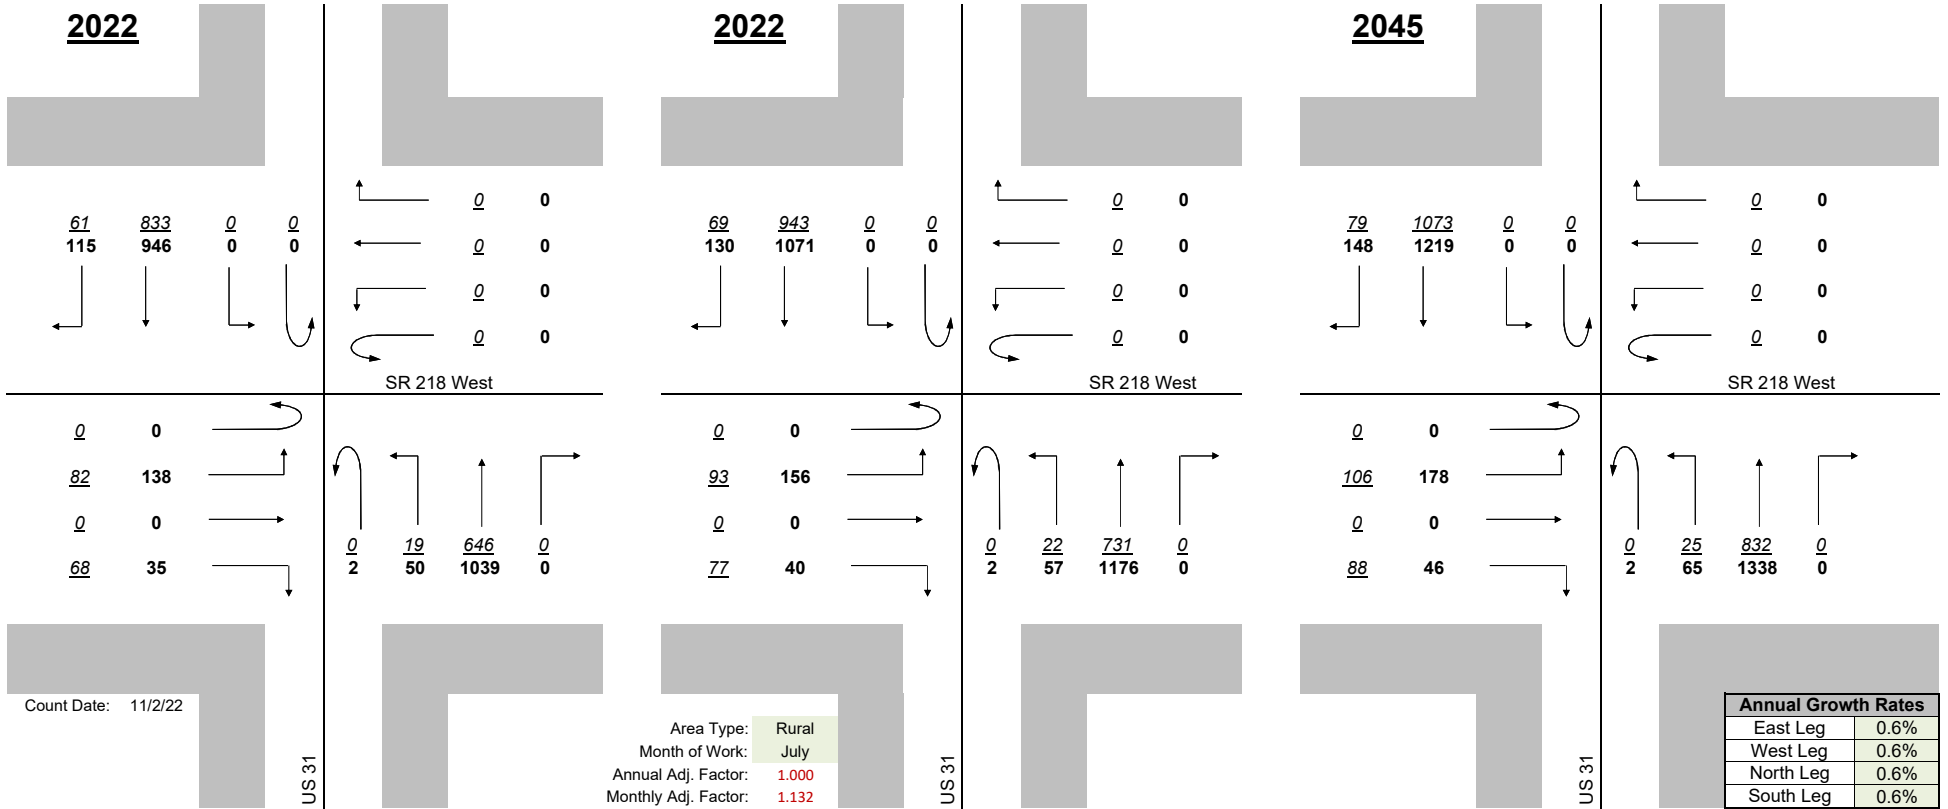 2022
61 833 0 0
115 946 0 0
0 0
0 0
0 0
0 0
SR 218 West
0 0
82 138
0 0
68 35
0 19 646 0
2 50 1039 0
Count Date: 11/2/22
US 31
2022
69 943 0 0
130 1071 0 0
0 0
0 0
0 0
0 0
SR 218 West
0 0
93 156
0 0
77 40
0 22 731 0
2 57 1176 0
Area Type: Rural
Month of Work: July
Annual Adj. Factor: 1.000
Monthly Adj. Factor: 1.132
US 31
2045
79 1073 0 0
148 1219 0 0
0 0
0 0
0 0
0 0
SR 218 West
0 0
106 178
0 0
88 46
0 25 832 0
2 65 1338 0
US 31
Annual Growth Rates
East Leg 0.6%
West Leg 0.6%
North Leg 0.6%
South Leg 0.6%